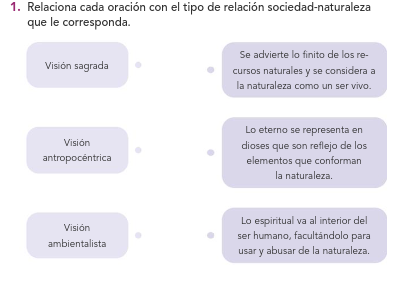 1. Relaciona cada oración con el tipo de relación sociedad-naturaleza
que le corresponda.
Visión sagrada
Se advierte lo finito de los re-
cursos naturales y se considera a
la naturaleza como un ser vivo.
Visión
antropocéntrica
Lo eterno se representa en
dioses que son reflejo de los
elementos que conforman
la naturaleza.
Visión
ambientalista
Lo espiritual va al interior del
ser humano, facultándolo para
usar y abusar de la naturaleza.